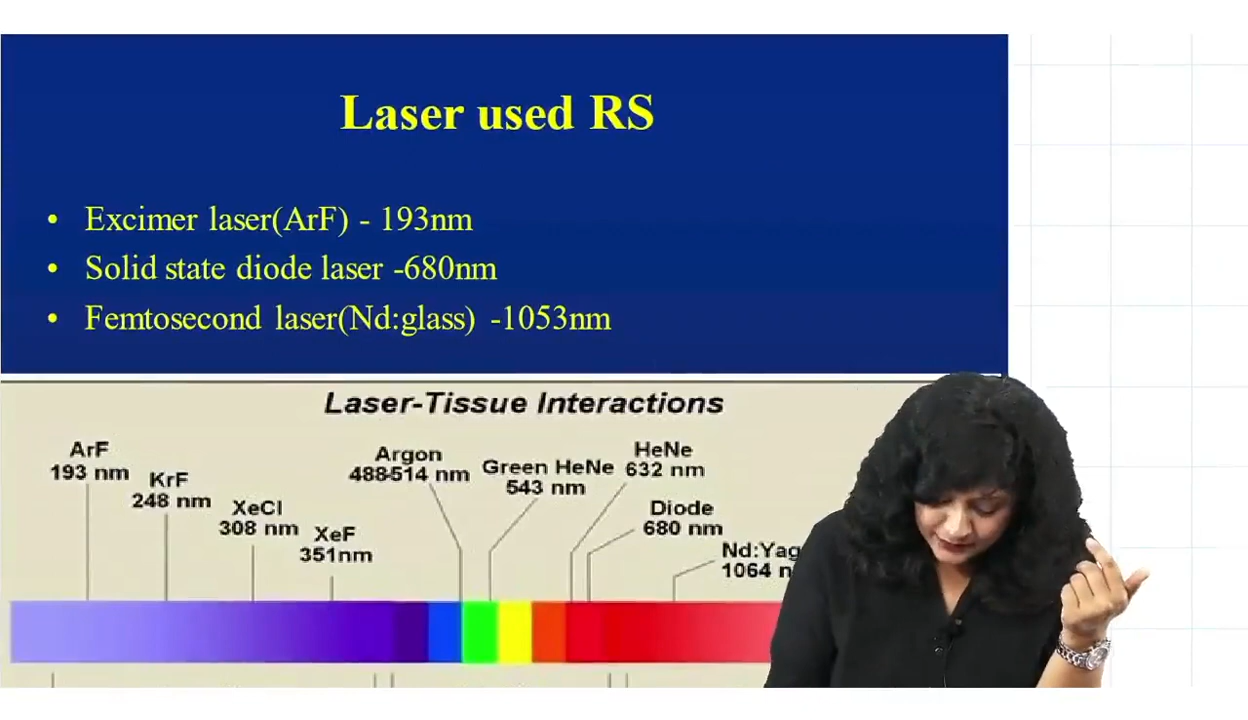 Laser used RS
• Excimer laser(ArF) - 193nm
• Solid state diode laser -680nm
• Femtosecond laser(Nd:glass) -1053nm
Laser-Tissue Interactions
ArF
193 nm
KrF
248 nm
XeCl
308 nm
XeF
351nm
Argon
488-514 nm
Green HeNe
543 nm
HeNe
632 nm
Diode
680 nm
Nd:Yag
1064 n